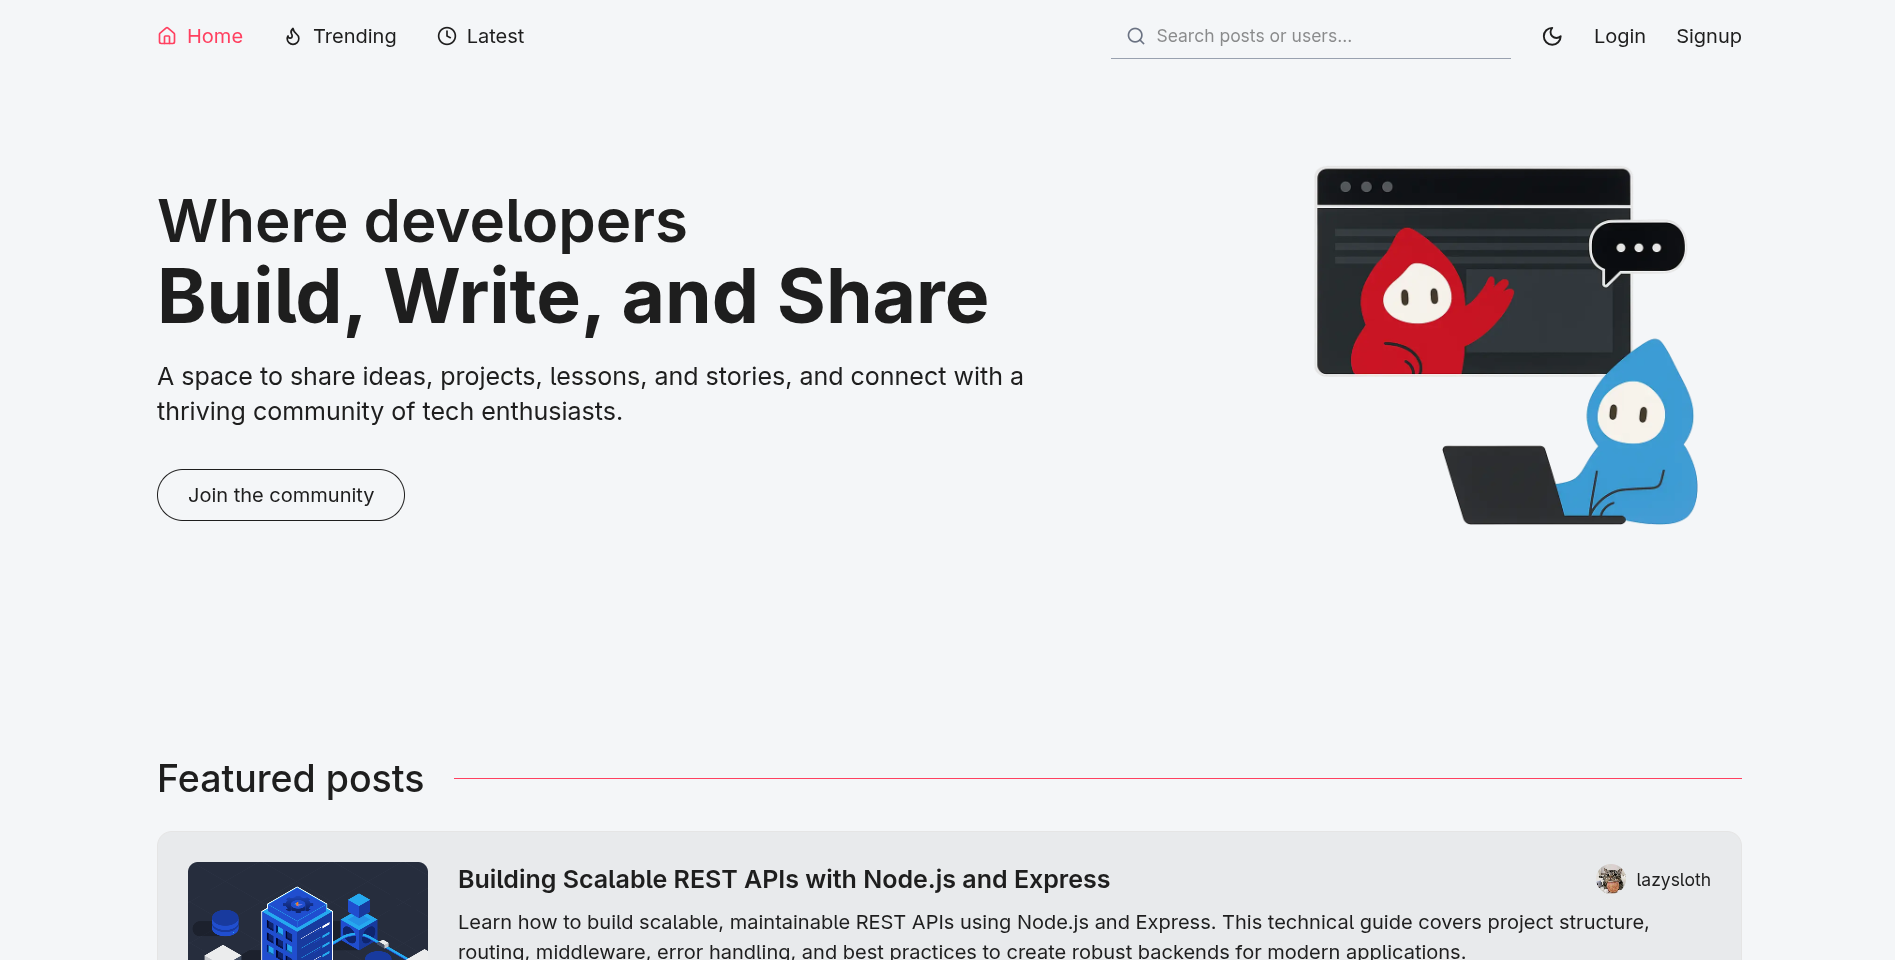 Home
Trending
Latest
Search posts or users...
Login
Signup
Where developers
Build, Write, and Share
A space to share ideas, projects, lessons, and stories, and connect with a
thriving community of tech enthusiasts.
Join the community
Featured posts
Building Scalable REST APIs with Node.js and Express
lazysloth
Learn how to build scalable, maintainable REST APIs using Node.js and Express. This technical guide covers project structure,
routing, middleware, error handling, and best practices to create robust backends for modern applications.